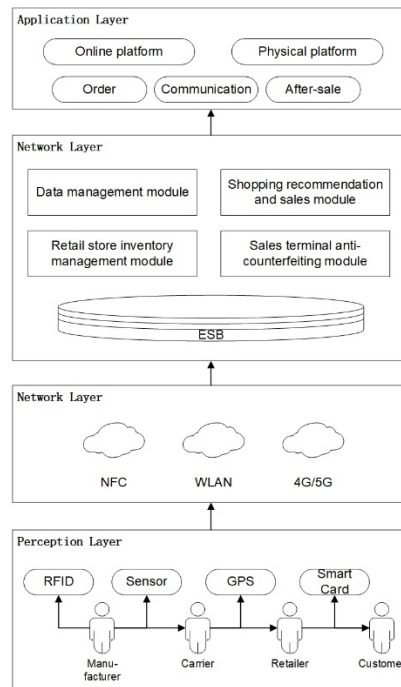 Application Layer
Online platform
Physical platform
Order
Communication
After-sale
Network Layer
Data management module
Shopping recommendation
and sales module
Retail store inventory
management module
Sales terminal anti-
counterfeiting module
ESB
Network Layer
NFC
WLAN
4G/5G
Perception Layer
RFID
Sensor
GPS
Smart
Card
Manu-
facturer
Carrier
Retailer
Custome